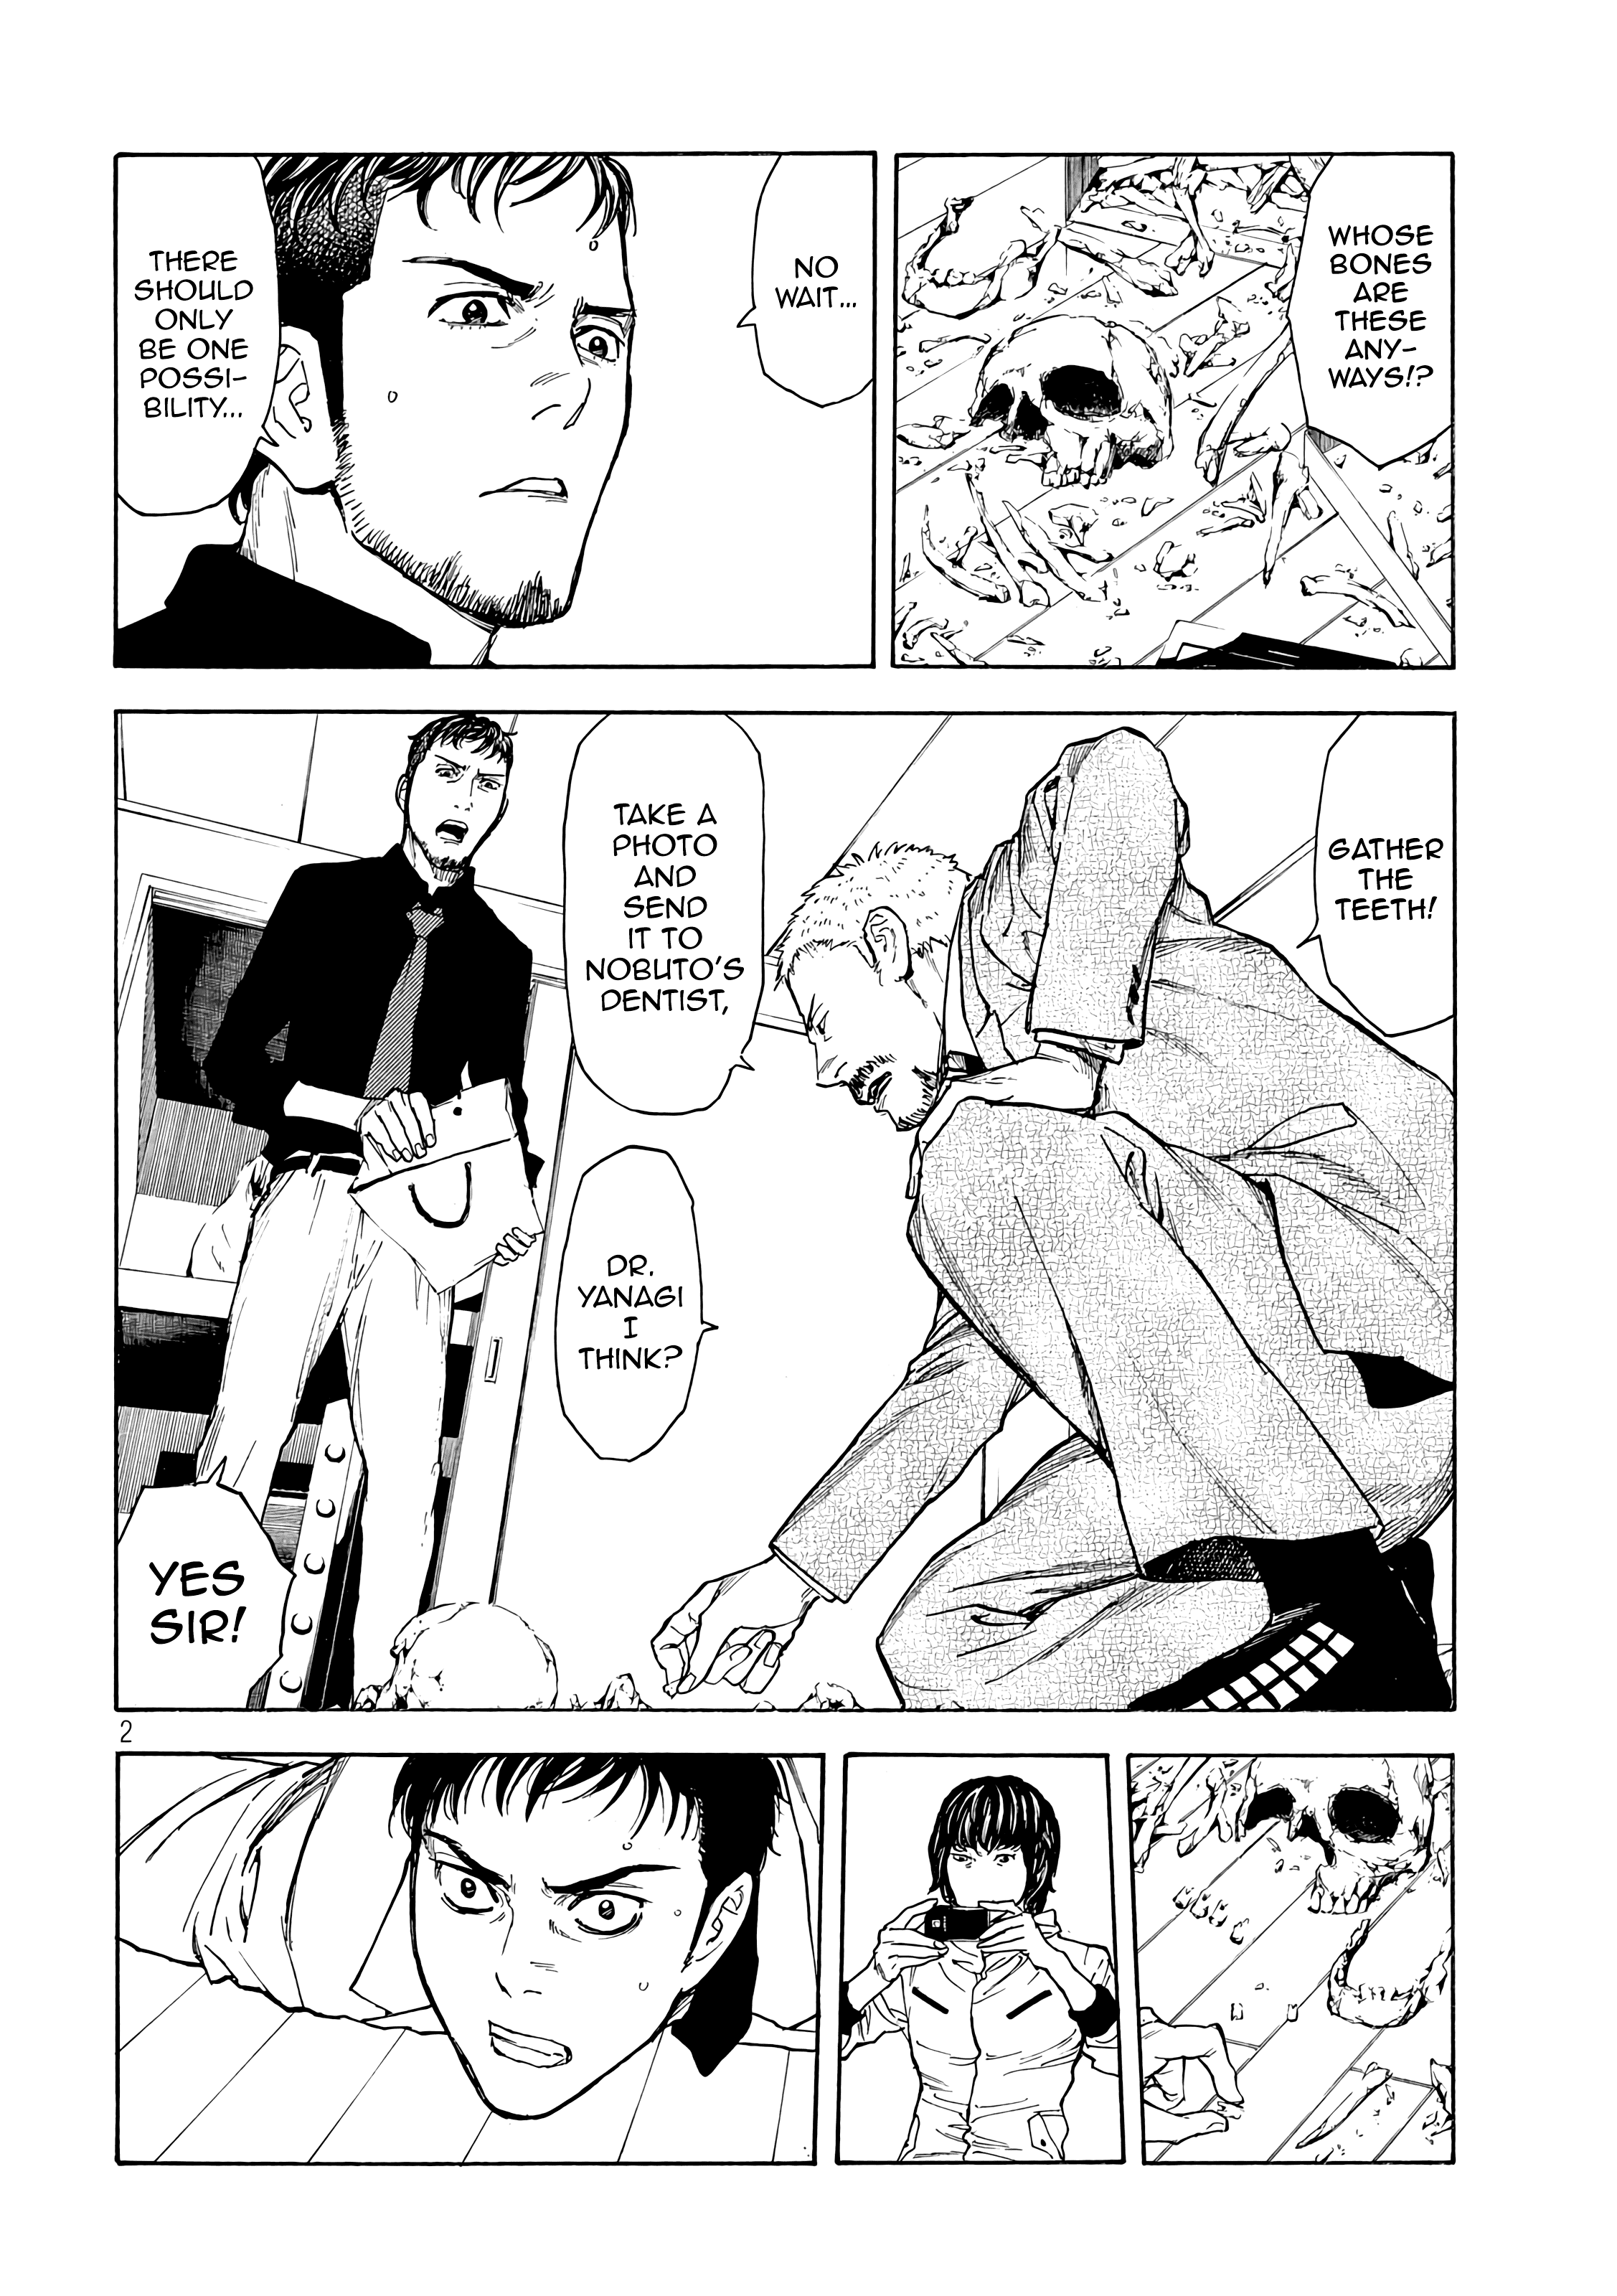 WHOSE
BONES
ARE
THESE
ANY-
WAYS!?
NO
WAIT...
THERE
SHOULD
ONLY
BE ONE
POSSI-
BILITY...
GATHER
THE
TEETH!
TAKE A
PHOTO
AND
SEND
IT TO
NOBUTO'S
DENTIST,
DR.
YANAGI
I
THINK?
YES
SIR!
2